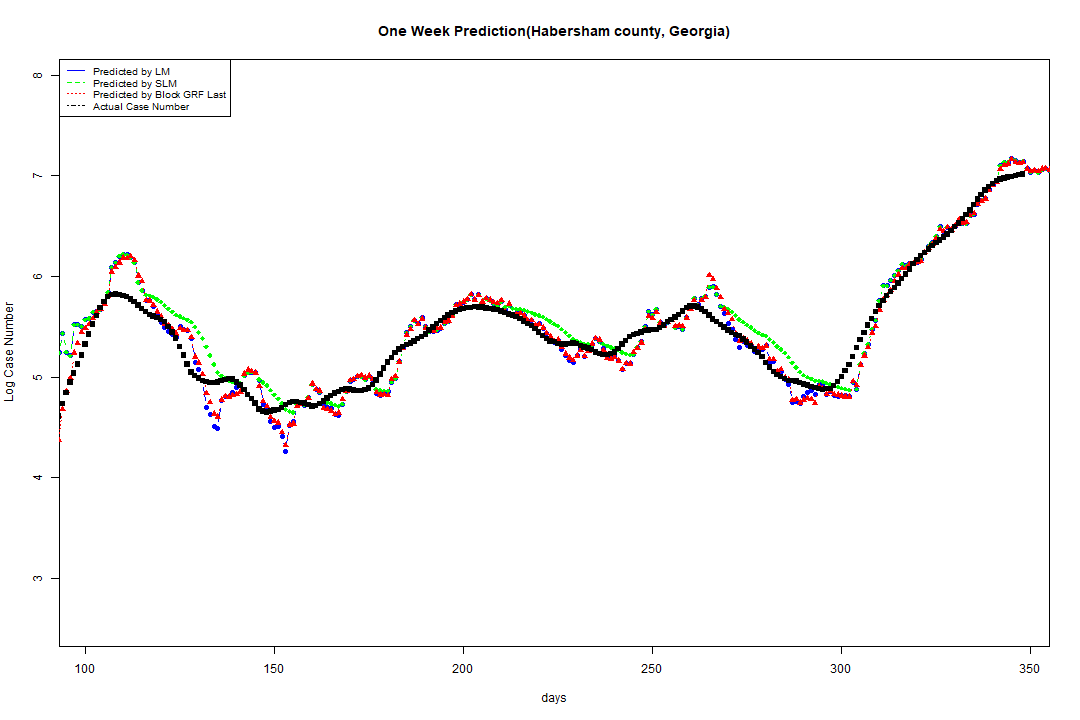 One Week Prediction(Habersham county, Georgia)
Predicted by LM
Predicted by SLM
Predicted by Block GRF Last
Actual Case Number
8
7
6
5
4
3
Log Case Number
100 150 200 250 300 350
days